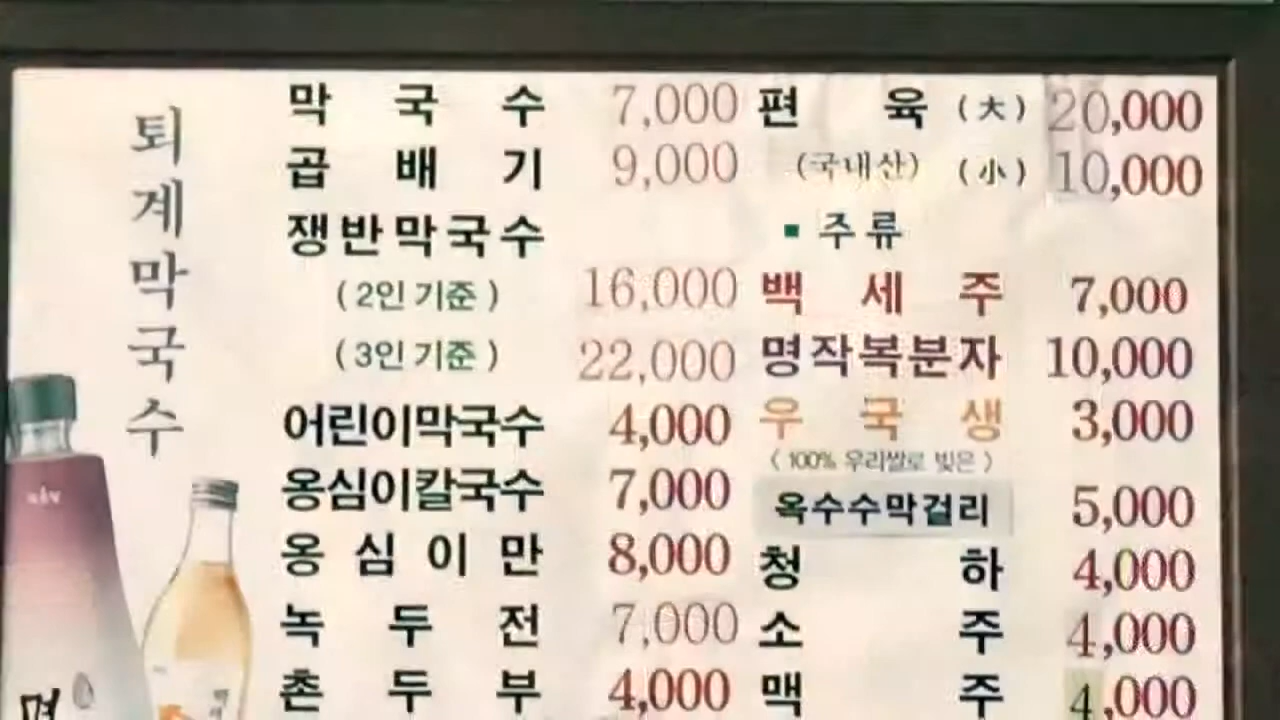 퇴계막국수
막국수 7,000
곱배기 9,000
쟁반막국수
(2인 기준) 16,000
(3인 기준) 22,000
어린이막국수 4,000
옹심이칼국수 7,000
옹심이만 8,000
녹두전 7,000
촌두부 4,000
편육 (大) 20,000
(국내산) (小) 10,000
▪ 주류
백세주 7,000
명작복분자 10,000
우국생 3,000
(100% 우리쌀로 빚은)
옥수수막걸리 5,000
청하 4,000
소주 4,000
맥주 4,000
명